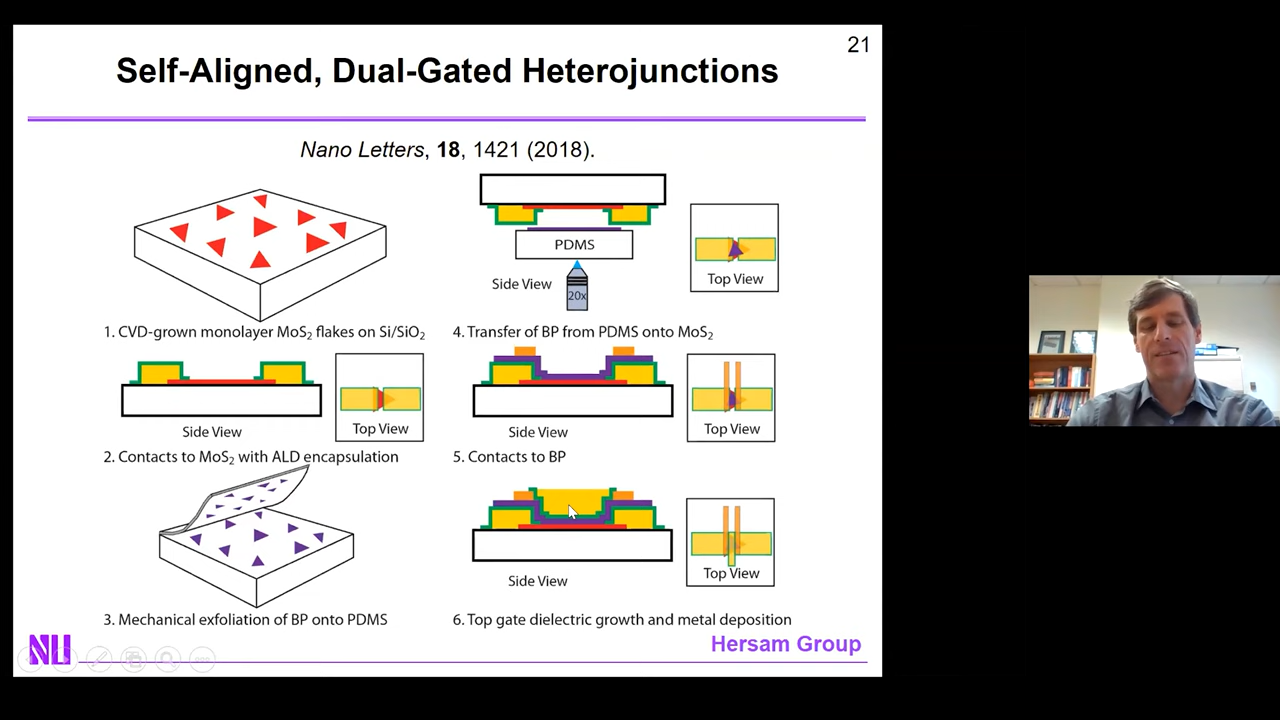 21
Self-Aligned, Dual-Gated Heterojunctions
Nano Letters, 18, 1421 (2018).
1. CVD-grown monolayer MoS₂ flakes on Si/SiO₂
Side View
Top View
2. Contacts to MoS₂ with ALD encapsulation
3. Mechanical exfoliation of BP onto PDMS
PDMS
Side View
20x
Top View
4. Transfer of BP from PDMS onto MoS₂
Side View
Top View
5. Contacts to BP
Side View
Top View
6. Top gate dielectric growth and metal deposition
NU
Hersam Group